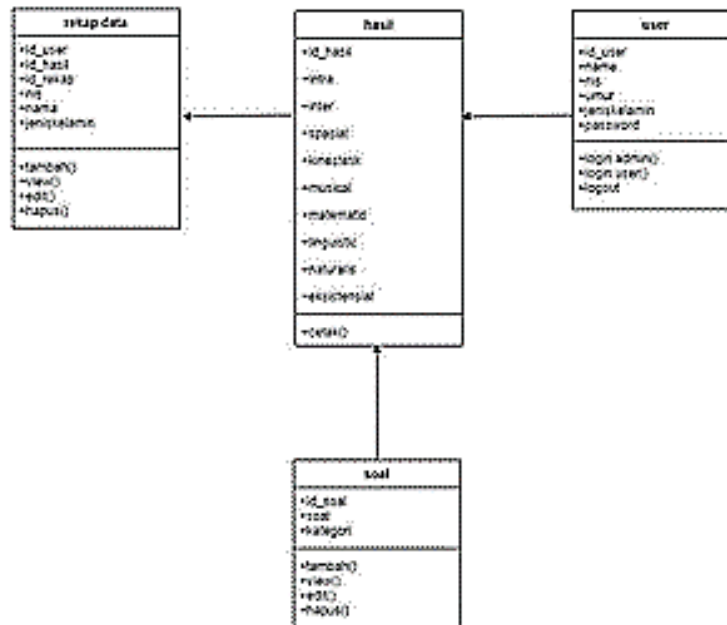 rekap data
+id_user
+id_hasil
+id_rekap
+nis
+nama
+jeniskelamin
+tambah()
+view()
+edit()
+hapus()
hasil
+id_hasil
+intra
+inter
+spasial
+kinestetik
+musical
+matematis
+linguistic
+naturalis
+eksistensial
+cetak()
user
+id_user
+name
+nis
+umur
+jeniskelamin
+password
+login admin()
+login user()
+logout
soal
+id_soal
+soal
+kategori
+tambah()
+view()
+edit()
+hapus()